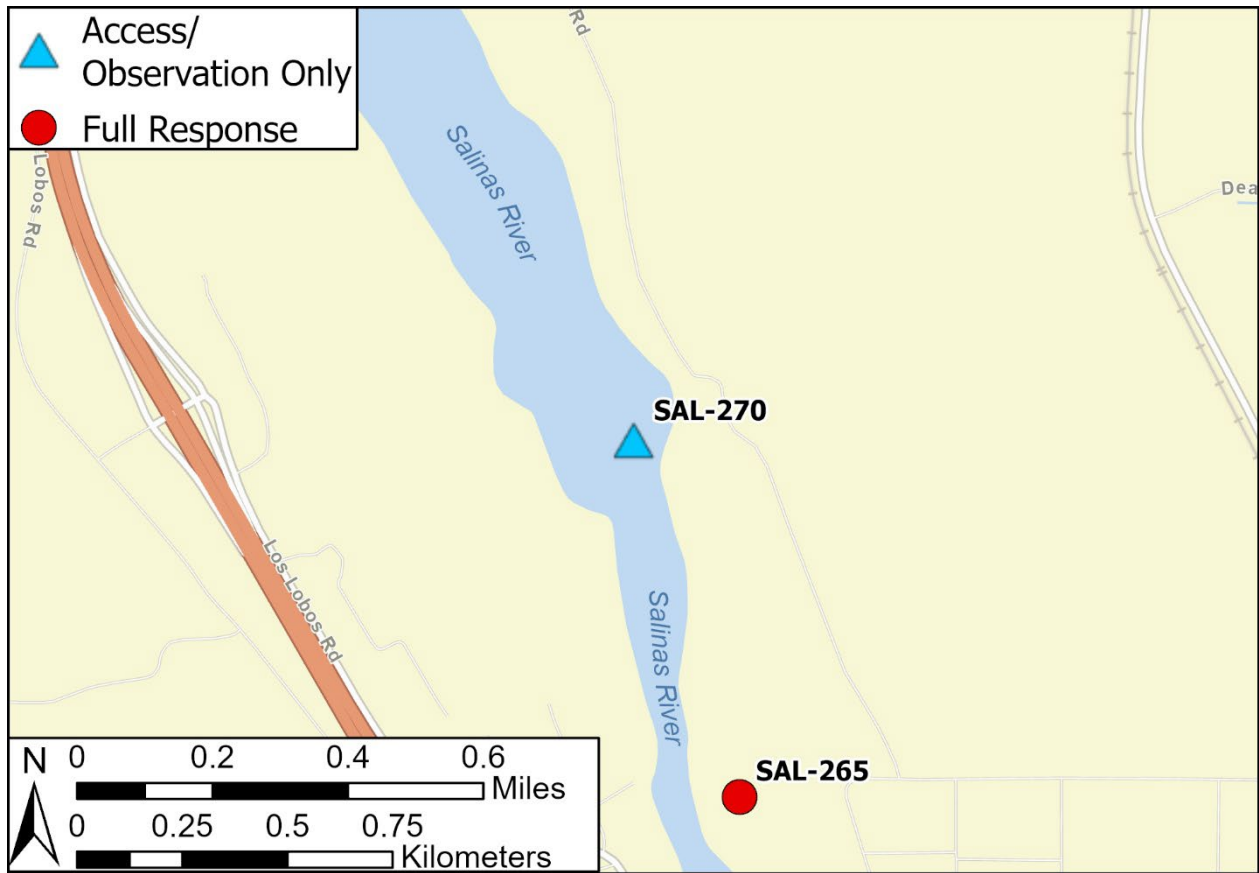 Access/
Observation Only
Full Response
Rd
Lobos Rd
Salinas River
Dea
SAL-270
Los Lobos Rd
Salinas River
SAL-265
N
0 0.2 0.4 0.6
Miles
0 0.25 0.5 0.75
Kilometers